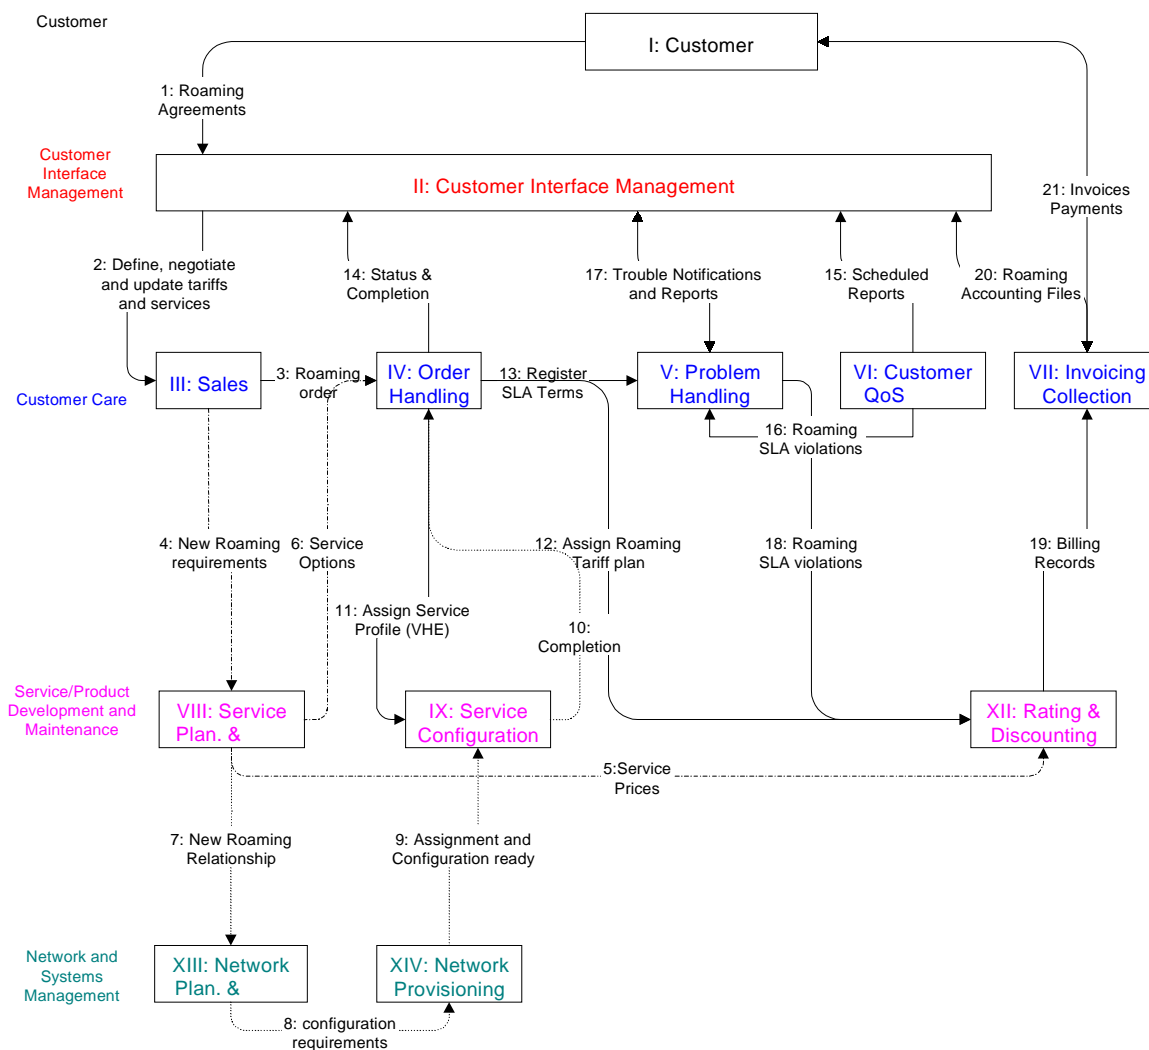 Customer
I: Customer
1: Roaming
Agreements
Customer
Interface
Management
II: Customer Interface Management
21: Invoices
Payments
2: Define, negotiate
and update tariffs
and services
14: Status &
Completion
17: Trouble Notifications
and Reports
15: Scheduled
Reports
20: Roaming
Accounting Files
Customer Care
III: Sales
3: Roaming
order
IV: Order
Handling
13: Register
SLA Terms
V: Problem
Handling
VI: Customer
QoS
VII: Invoicing
Collection
16: Roaming
SLA violations
4: New Roaming
requirements
6: Service
Options
12: Assign Roaming
Tariff plan
18: Roaming
SLA violations
19: Billing
Records
11: Assign Service
Profile (VHE)
10:
Completion
Service/Product
Development and
Maintenance
VIII: Service
Plan. &
IX: Service
Configuration
XII: Rating &
Discounting
5:Service
Prices
7: New Roaming
Relationship
9: Assignment and
Configuration ready
Network and
Systems
Management
XIII: Network
Plan. &
XIV: Network
Provisioning
8: configuration
requirements